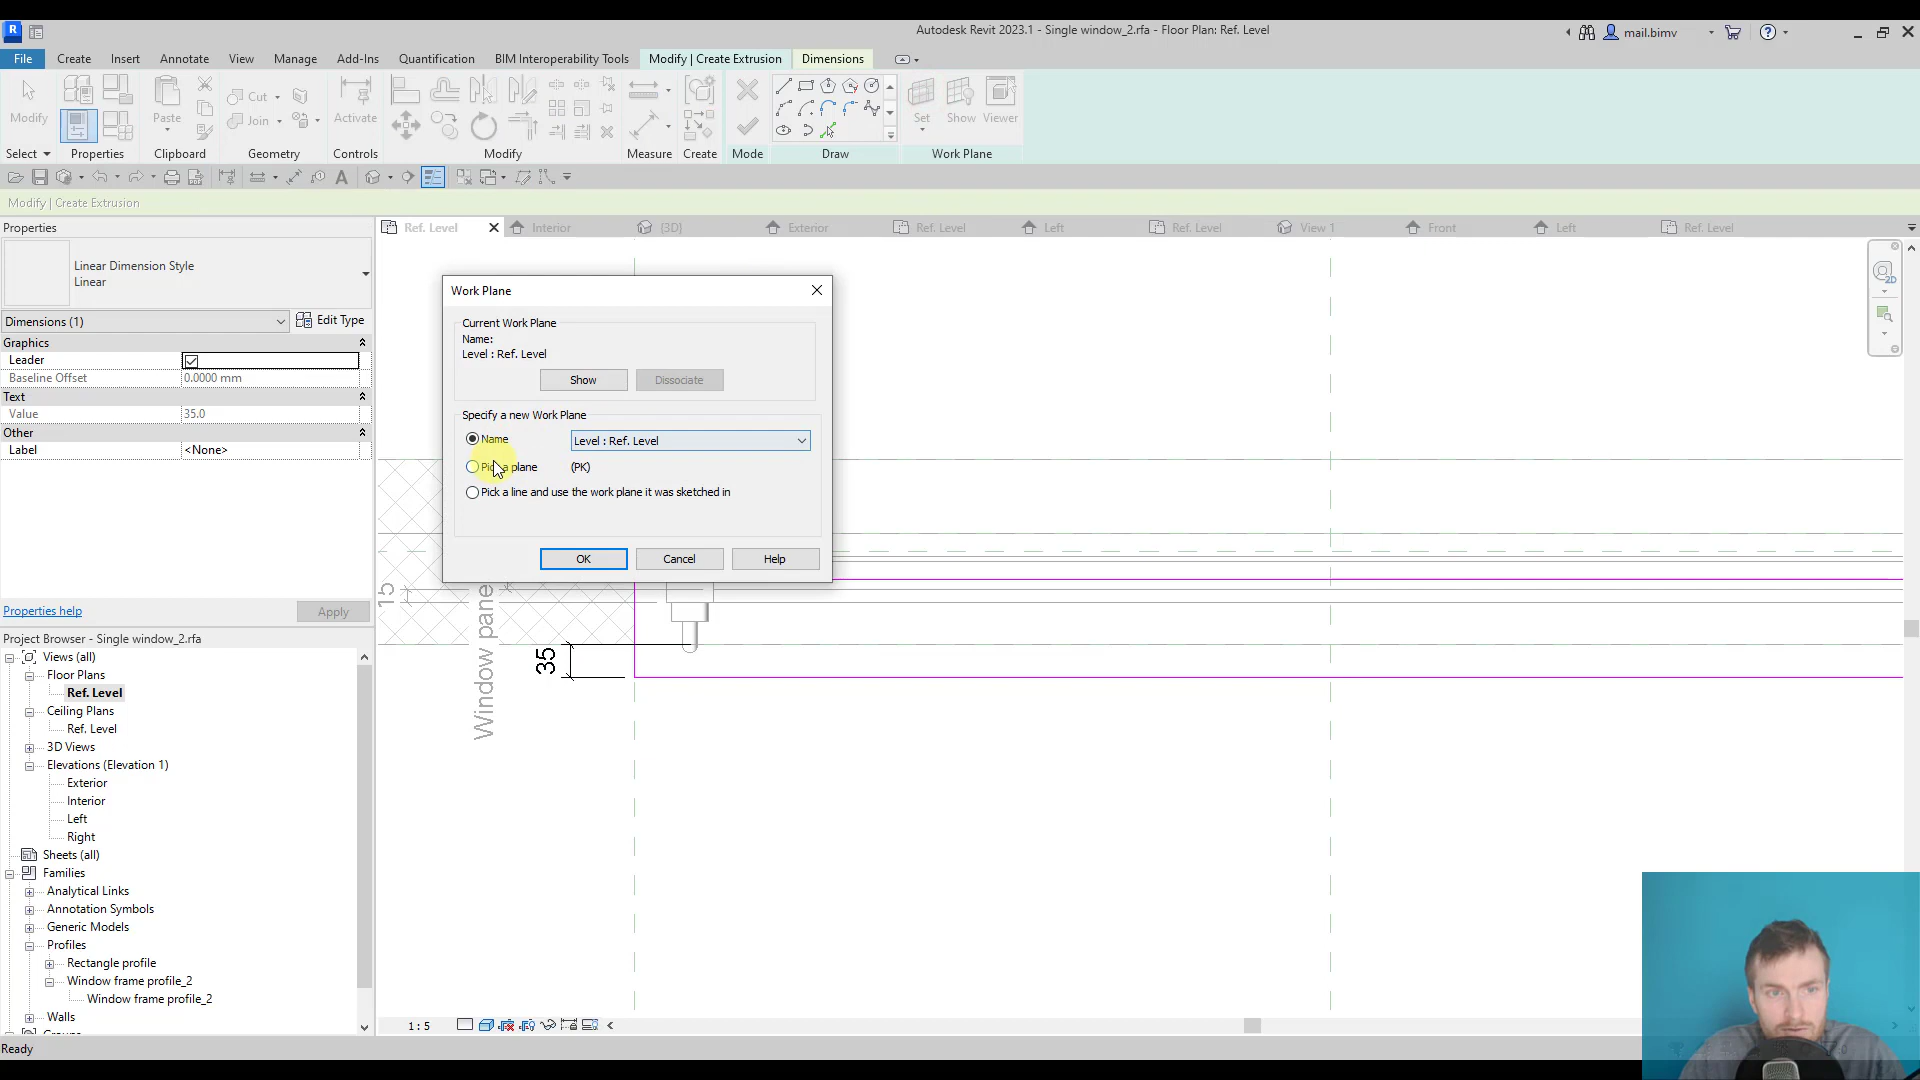 Autodesk Revit 2023.1 - Single window_2.rfa - Floor Plan: Ref. Level
mail.bimv
File Create Insert Annotate View Manage Add-Ins Quantification BIM Interoperability Tools Modify | Create Extrusion Dimensions
Modify
Paste
Cut
Join
Activate
Set Show Viewer
Select Properties Clipboard Geometry Controls Modify Measure Create Mode Draw Work Plane
Modify | Create Extrusion
Properties
Ref. Level Interior {3D} Exterior Ref. Level Left Ref. Level View 1 Front Left Ref. Level
Linear Dimension Style
Linear
Dimensions (1)
Edit Type
Graphics
Leader
Baseline Offset 0.0000 mm
Text
Value 35.0
Other
Label <None>
Properties help
Apply
Work Plane
Current Work Plane
Name:
Level : Ref. Level
Show
Dissociate
Specify a new Work Plane
Name Level : Ref. Level
Pick a plane (PK)
Pick a line and use the work plane it was sketched in
OK
Cancel
Help
15
Window pane
35
Project Browser - Single window_2.rfa
Views (all)
Floor Plans
Ref. Level
Ceiling Plans
Ref. Level
3D Views
Elevations (Elevation 1)
Exterior
Interior
Left
Right
Sheets (all)
Families
Analytical Links
Annotation Symbols
Generic Models
Profiles
Rectangle profile
Window frame profile_2
Window frame profile_2
Walls
1 : 5
Ready